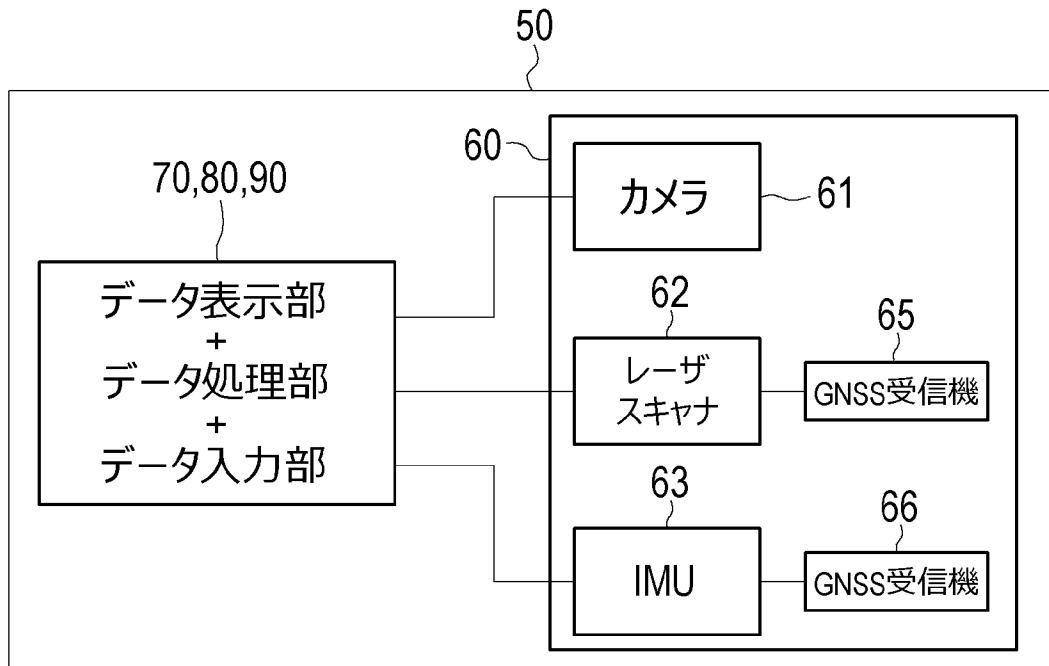 50
60
70,80,90
カメラ
61
データ表示部
+
データ処理部
+
データ入力部
62
レーザ
スキャナ
65
GNSS受信機
63
IMU
66
GNSS受信機